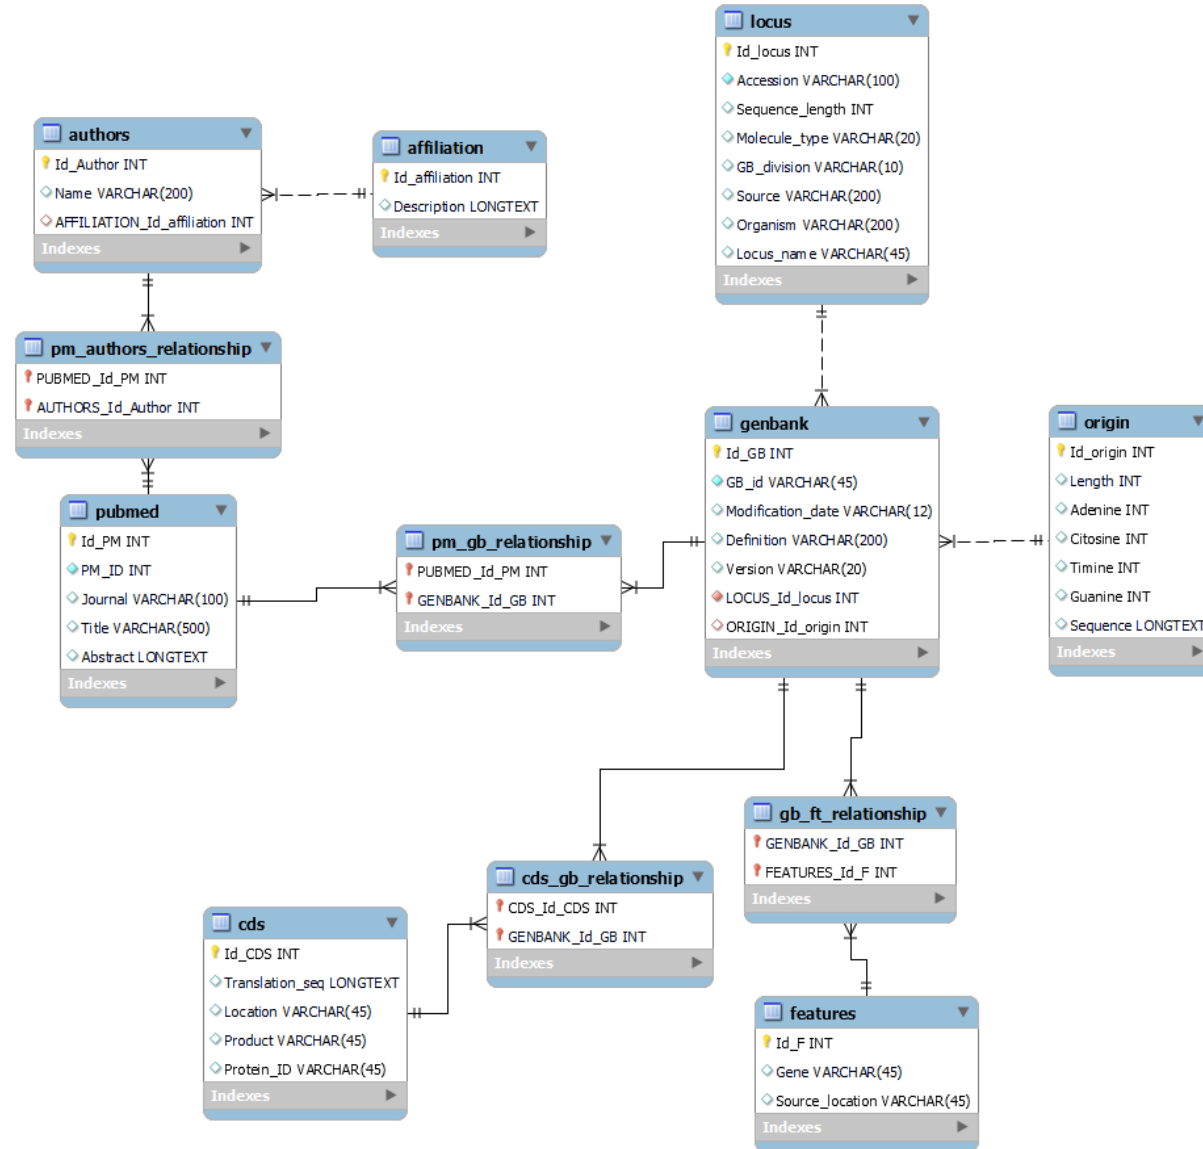 locus
Id_locus INT
Accession VARCHAR(100)
Sequence_length INT
Molecule_type VARCHAR(20)
GB_division VARCHAR(10)
Source VARCHAR(200)
Organism VARCHAR(200)
Locus_name VARCHAR(45)
Indexes
authors
Id_Author INT
Name VARCHAR(200)
AFFILIATION_Id_affiliation INT
Indexes
affiliation
Id_affiliation INT
Description LONGTEXT
Indexes
pm_authors_relationship
PUBMED_Id_PM INT
AUTHORS_Id_Author INT
Indexes
genbank
Id_GB INT
GB_id VARCHAR(45)
Modification_date VARCHAR(12)
Definition VARCHAR(200)
Version VARCHAR(20)
LOCUS_Id_locus INT
ORIGIN_Id_origin INT
Indexes
origin
Id_origin INT
Length INT
Adenine INT
Citosine INT
Timine INT
Guanine INT
Sequence LONGTEXT
Indexes
pubmed
Id_PM INT
PM_ID INT
Journal VARCHAR(100)
Title VARCHAR(500)
Abstract LONGTEXT
Indexes
pm_gb_relationship
PUBMED_Id_PM INT
GENBANK_Id_GB INT
Indexes
gb_ft_relationship
GENBANK_Id_GB INT
FEATURES_Id_F INT
Indexes
cds_gb_relationship
CDS_Id_CDS INT
GENBANK_Id_GB INT
Indexes
cds
Id_CDS INT
Translation_seq LONGTEXT
Location VARCHAR(45)
Product VARCHAR(45)
Protein_ID VARCHAR(45)
Indexes
features
Id_F INT
Gene VARCHAR(45)
Source_location VARCHAR(45)
Indexes